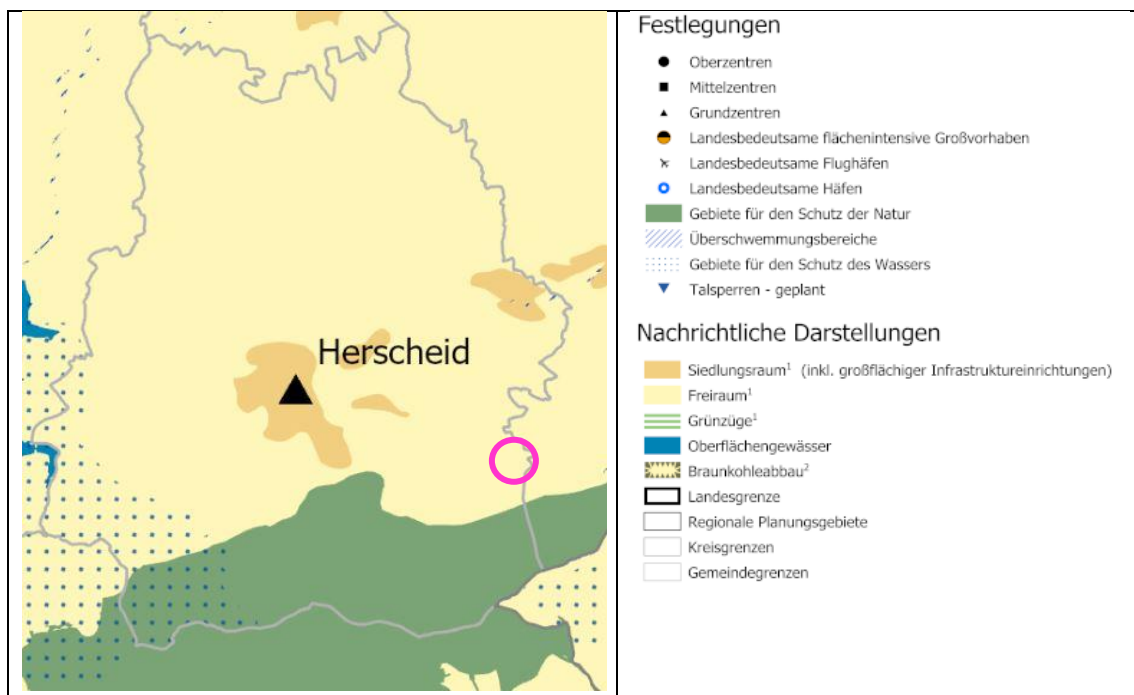 Herscheid
Festlegungen
Oberzentren
Mittelzentren
Grundzentren
Landesbedeutsame flächenintensive Großvorhaben
Landesbedeutsame Flughäfen
Landesbedeutsame Häfen
Gebiete für den Schutz der Natur
Überschwemmungsbereiche
Gebiete für den Schutz des Wassers
Talsperren - geplant
Nachrichtliche Darstellungen
Siedlungsraum¹ (inkl. großflächiger Infrastruktureinrichtungen)
Freiraum¹
Grünzüge¹
Oberflächengewässer
Braunkohleabbau²
Landesgrenze
Regionale Planungsgebiete
Kreisgrenzen
Gemeindegrenzen